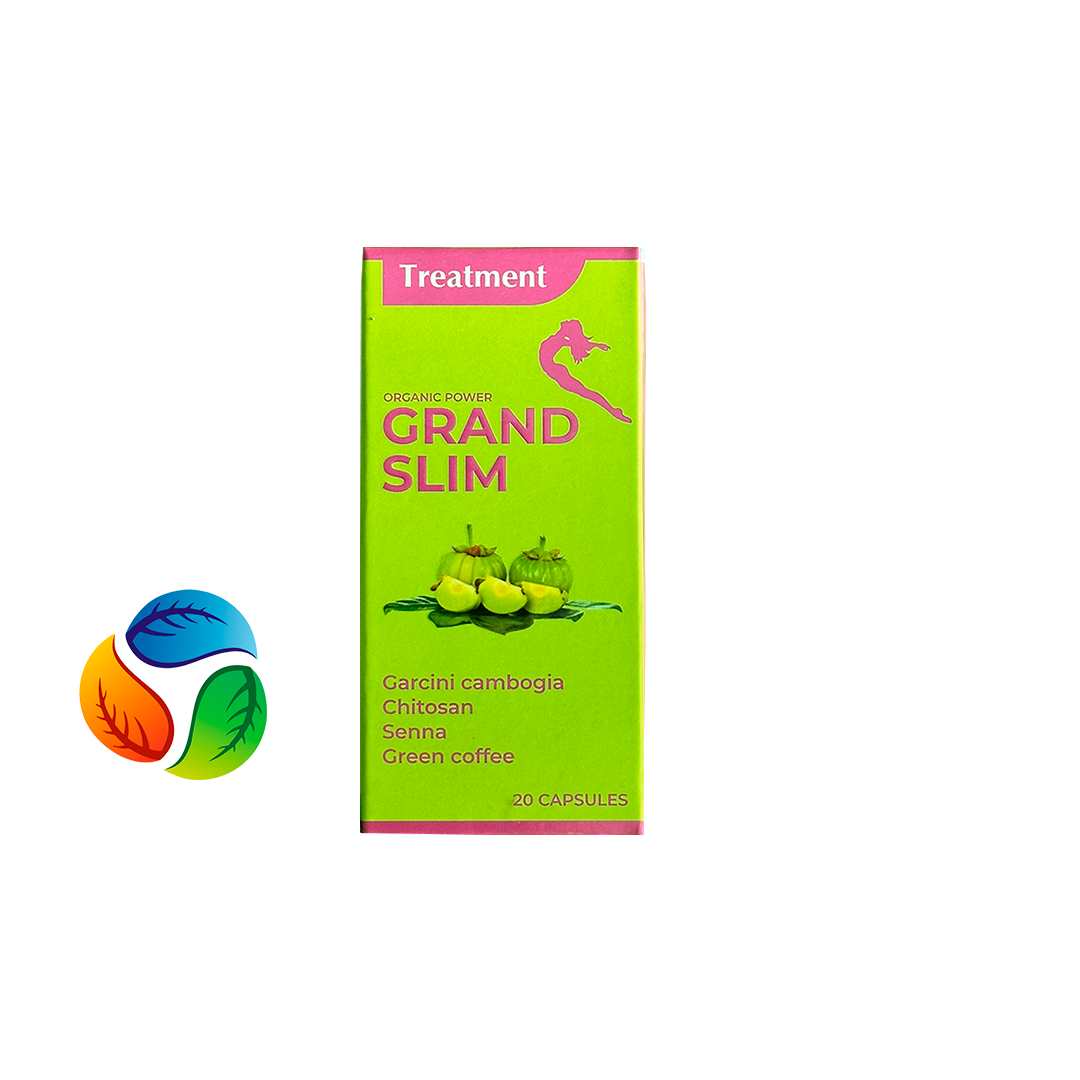 Treatment
ORGANIC POWER
GRAND
SLIM
Garcini cambogia
Chitosan
Senna
Green coffee
20 CAPSULES